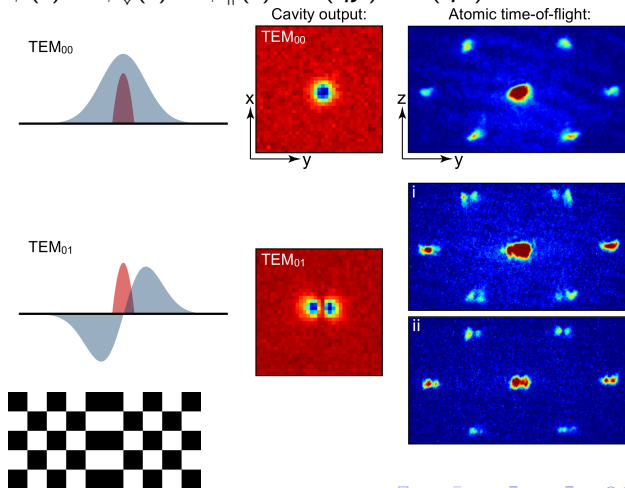 Cavity output:
Atomic time-of-flight:
TEM₀₀
TEM₀₀
x
y
z
y
TEM₀₁
TEM₀₁
i
ii